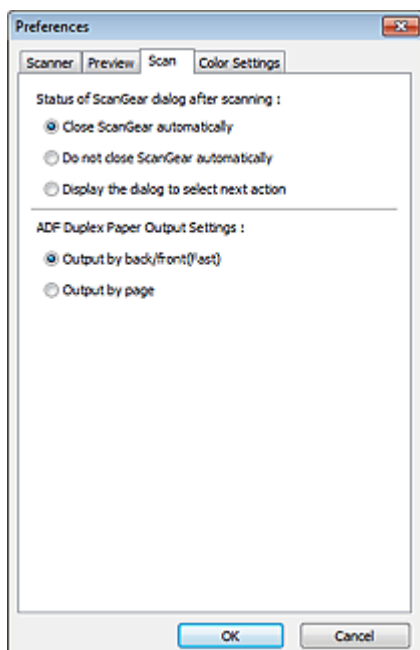 Preferences
Scanner Preview Scan Color Settings
Status of ScanGear dialog after scanning :
Close ScanGear automatically
Do not close ScanGear automatically
Display the dialog to select next action
ADF Duplex Paper Output Settings :
Output by back/front(Fast)
Output by page
OK Cancel